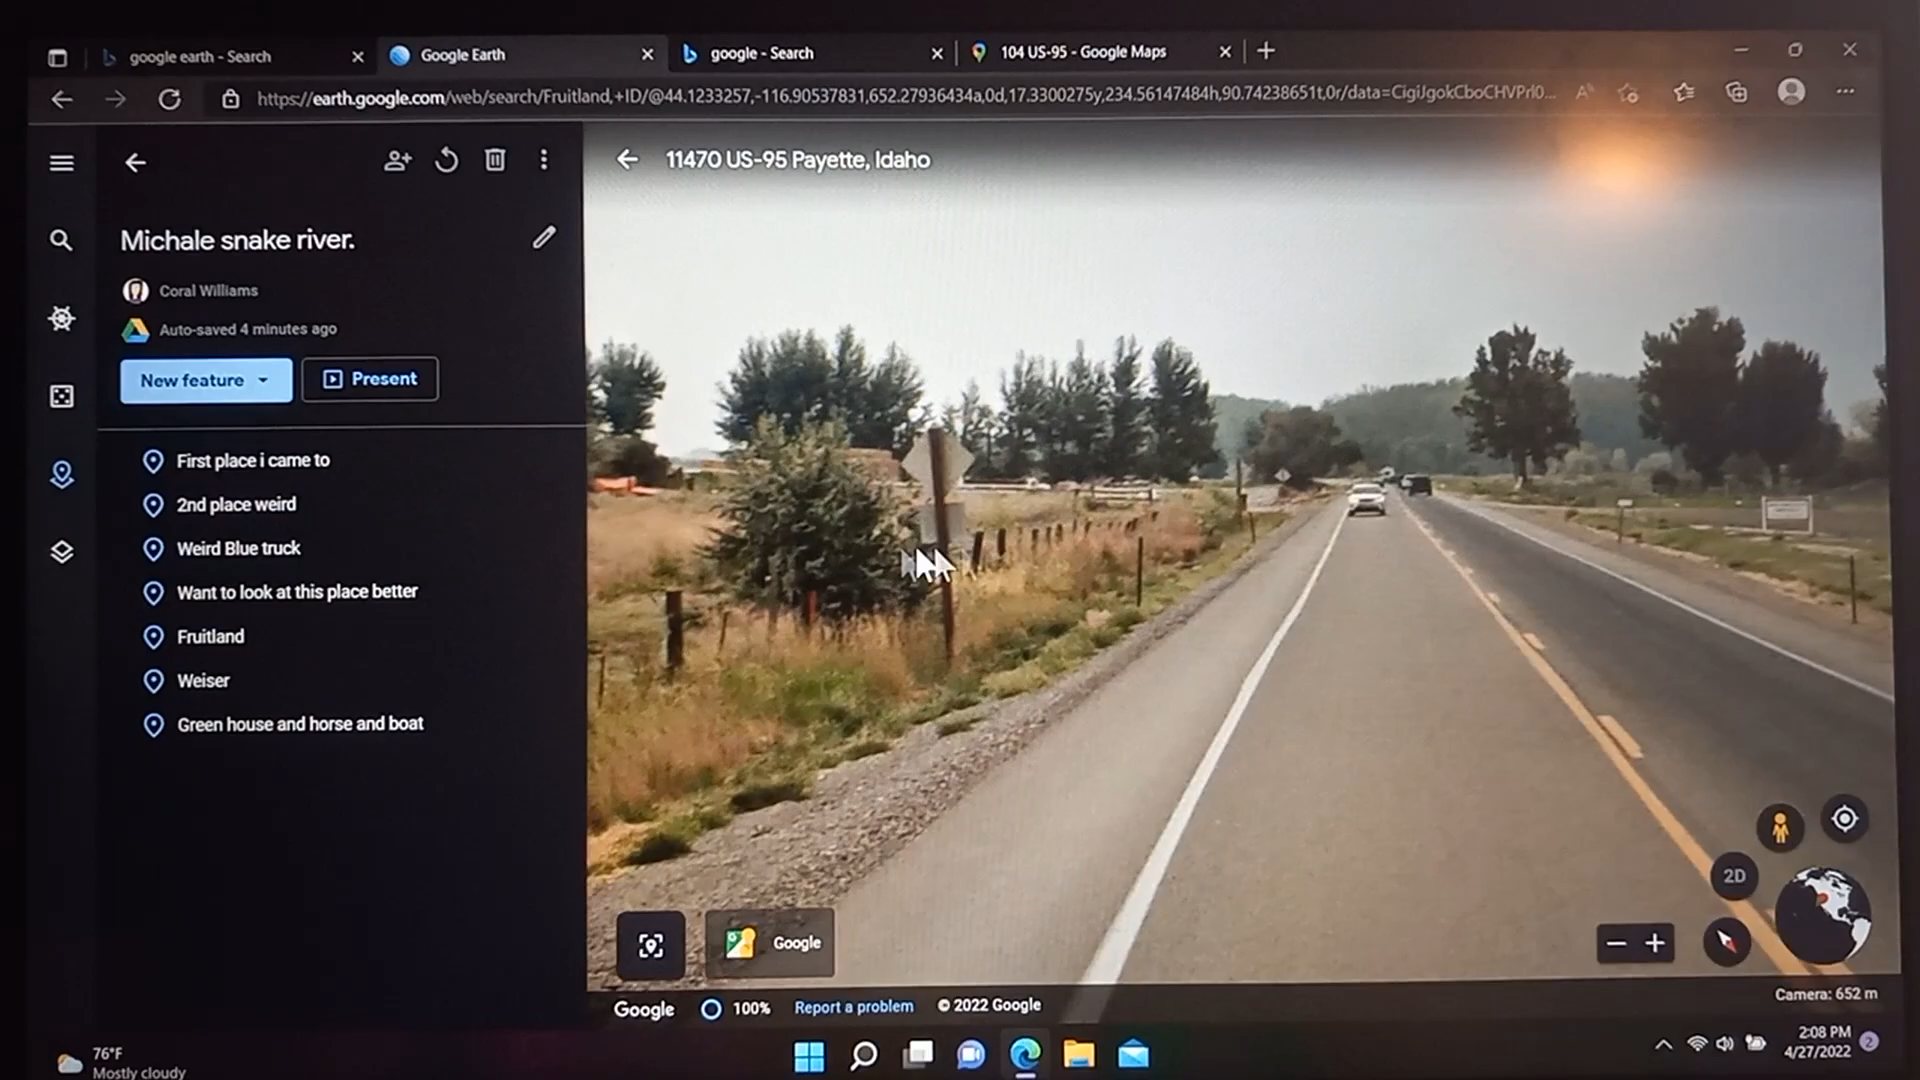 google earth - Search
Google Earth
google - Search
104 US-95 - Google Maps
https://earth.google.com/web/search/Fruitland,+ID/@44.1233257,-116.90537831,652.27936434a,0d,17.3300275y,234.56147484h,90.74238651t,0r/data=
11470 US-95 Payette, Idaho
Michale snake river.
Coral Williams
Auto-saved 4 minutes ago
New feature
Present
First place i came to
2nd place weird
Weird Blue truck
Want to look at this place better
Fruitland
Weiser
Green house and horse and boat
2D
Google
Google
100%
Report a problem
© 2022 Google
Camera: 652 m
76°F
Mostly cloudy
2:08 PM
4/27/2022
2